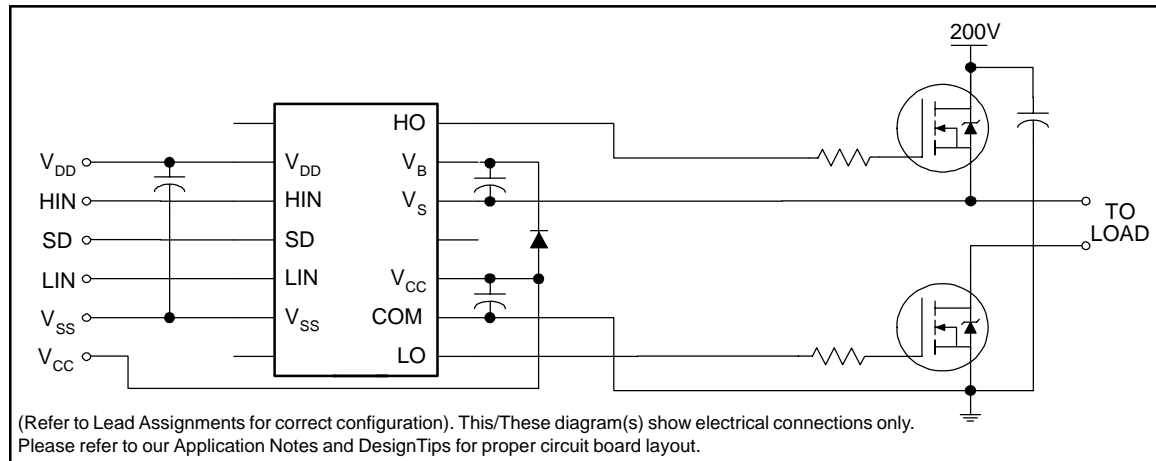 200V
HO
V_DD V_DD V_B
HIN HIN V_S
TO
LOAD
SD SD
LIN LIN V_CC
V_SS V_SS COM
V_CC LO
(Refer to Lead Assignments for correct configuration). This/These diagram(s) show electrical connections only.
Please refer to our Application Notes and DesignTips for proper circuit board layout.